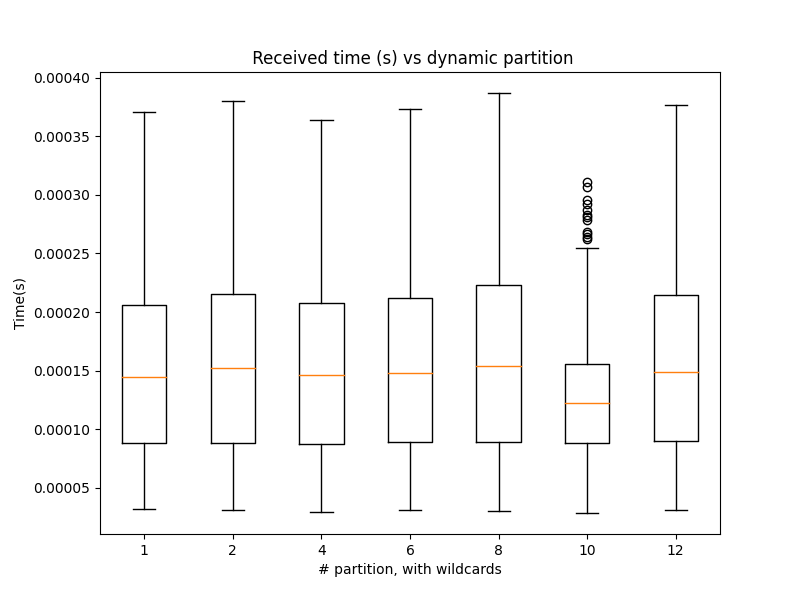 Received time (s) vs dynamic partition
0.00040
0.00035
0.00030
0.00025
0.00020
0.00015
0.00010
0.00005
Time(s)
1 2 4 6 8 10 12
# partition, with wildcards